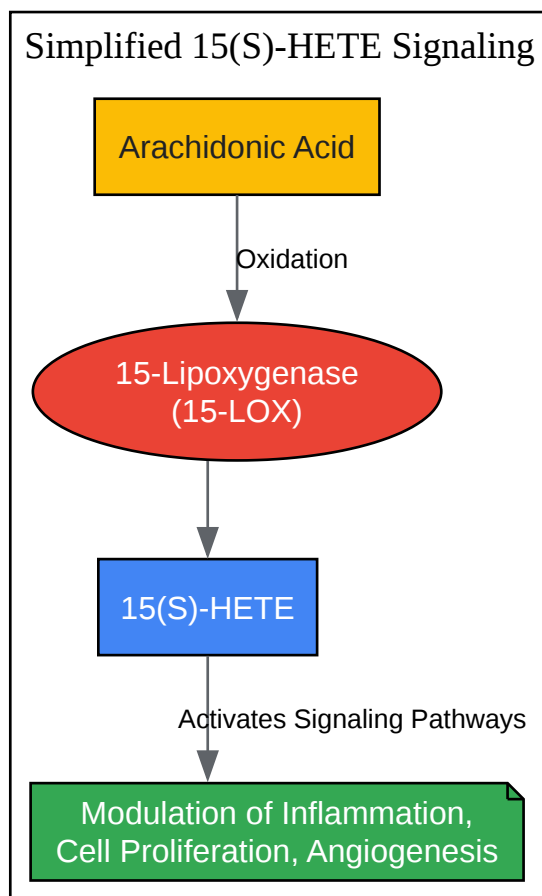 Simplified 15(S)-HETE Signaling
Arachidonic Acid
Oxidation
15-Lipoxygenase
(15-LOX)
15(S)-HETE
Activates Signaling Pathways
Modulation of Inflammation,
Cell Proliferation, Angiogenesis